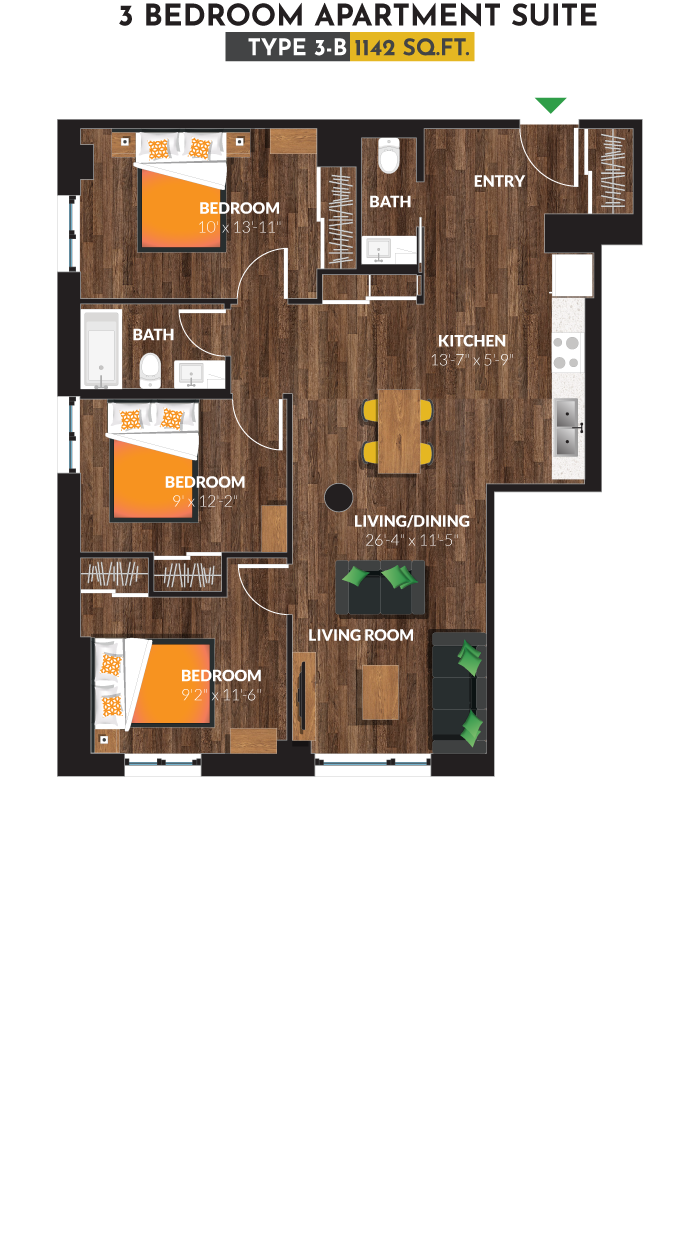 3 BEDROOM APARTMENT SUITE
TYPE 3-B 1142 SQ.FT.
ENTRY
BATH
BEDROOM
10' x 13'-11"
BATH
KITCHEN
13'-7" x 5'-9"
BEDROOM
9' x 12'-2"
LIVING/DINING
26'-4" x 11'-5"
LIVING ROOM
BEDROOM
9'2" x 11'-6"